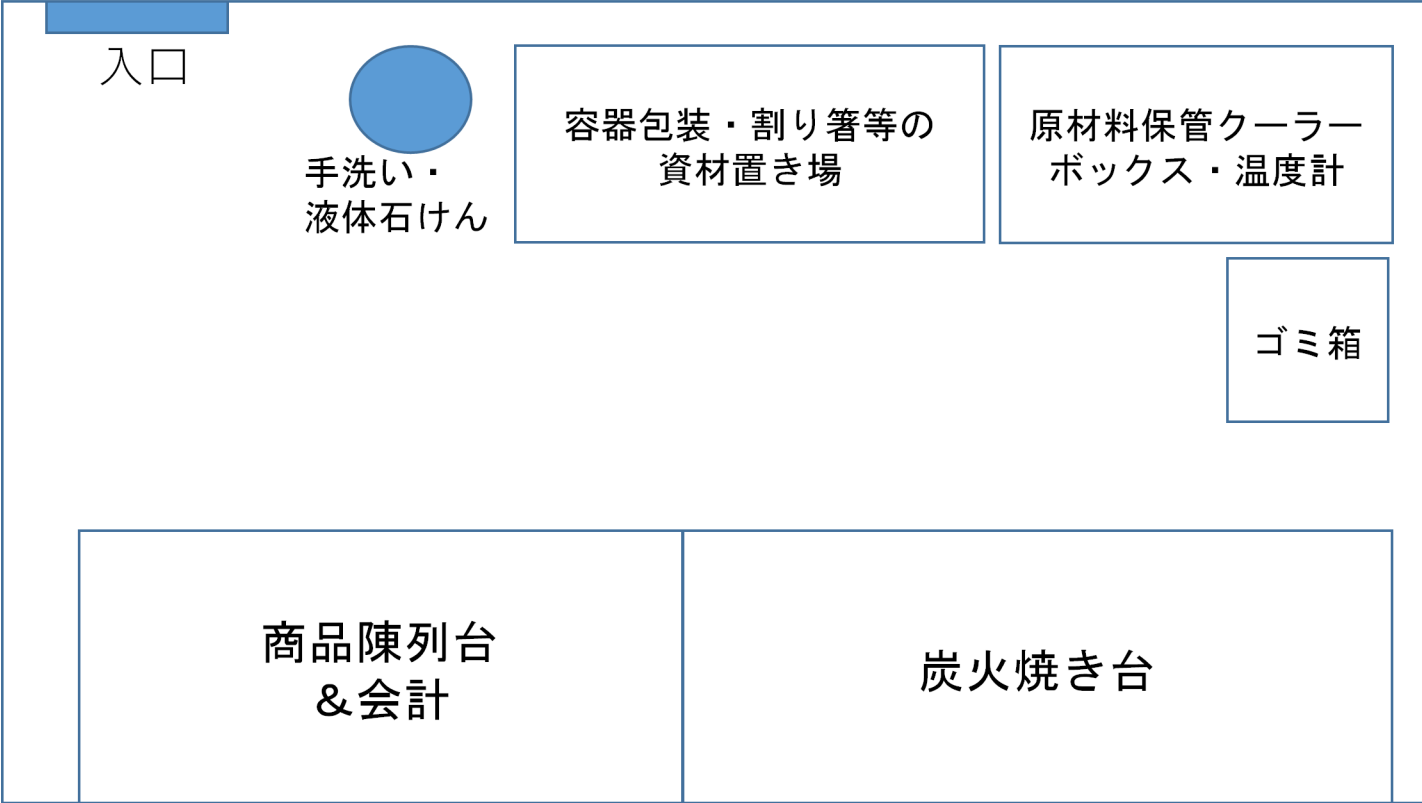 入口
手洗い・
液体石けん
容器包装・割り箸等の
資材置き場
原材料保管クーラー
ボックス・温度計
ゴミ箱
商品陳列台
&会計
炭火焼き台